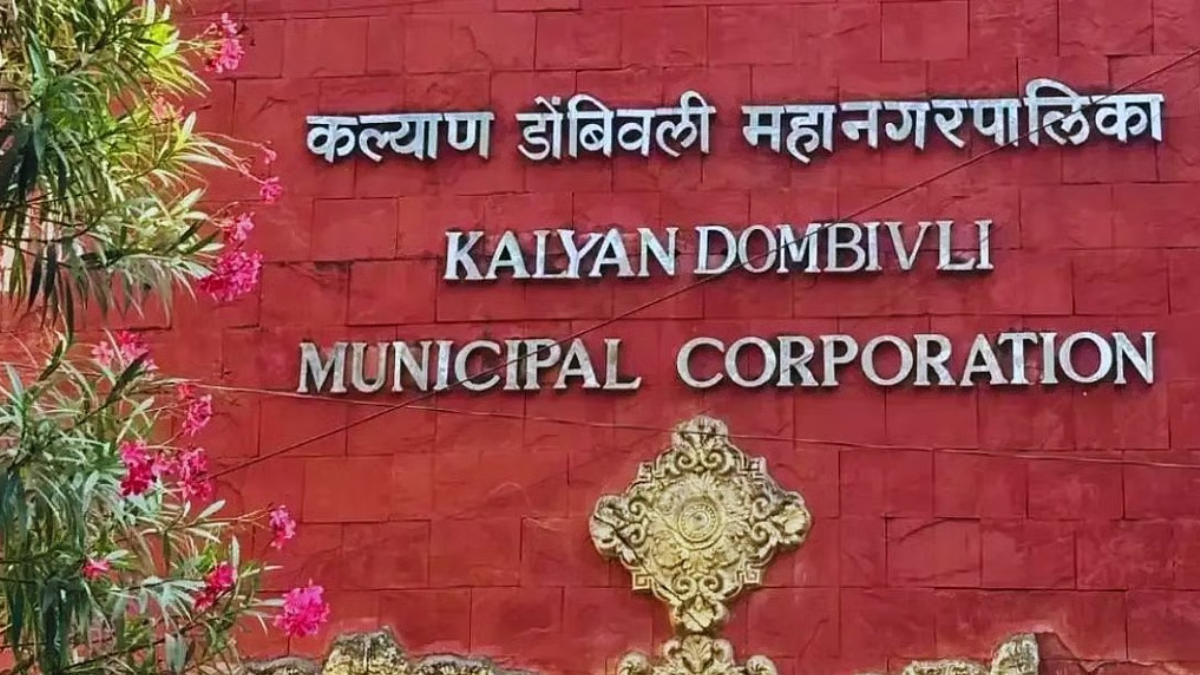 कल्याण डोंबिवली महानगरपालिका
KALYAN DOMBIVLI
MUNICIPAL CORPORATION